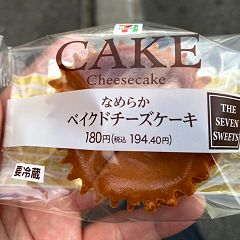 CAKE
Cheesecake
なめらか
ベイクドチーズケーキ
180円(税込 194.40円)
要冷蔵
THE
SEVEN
SWEETS